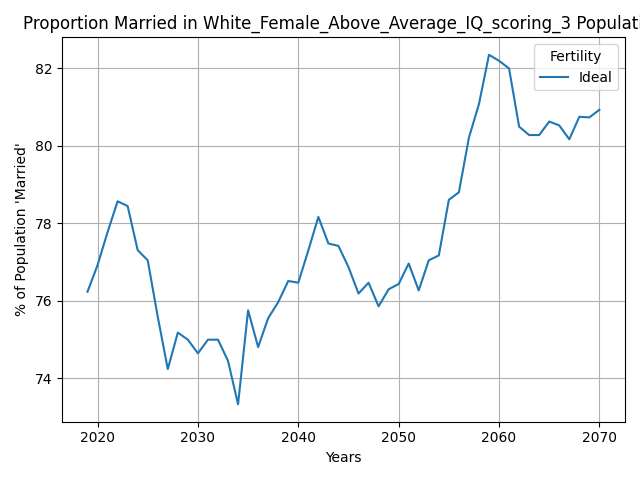 Proportion Married in White_Female_Above_Average_IQ_scoring_3 Populati
Fertility
Ideal
% of Population 'Married'
82
80
78
76
74
2020 2030 2040 2050 2060 2070
Years